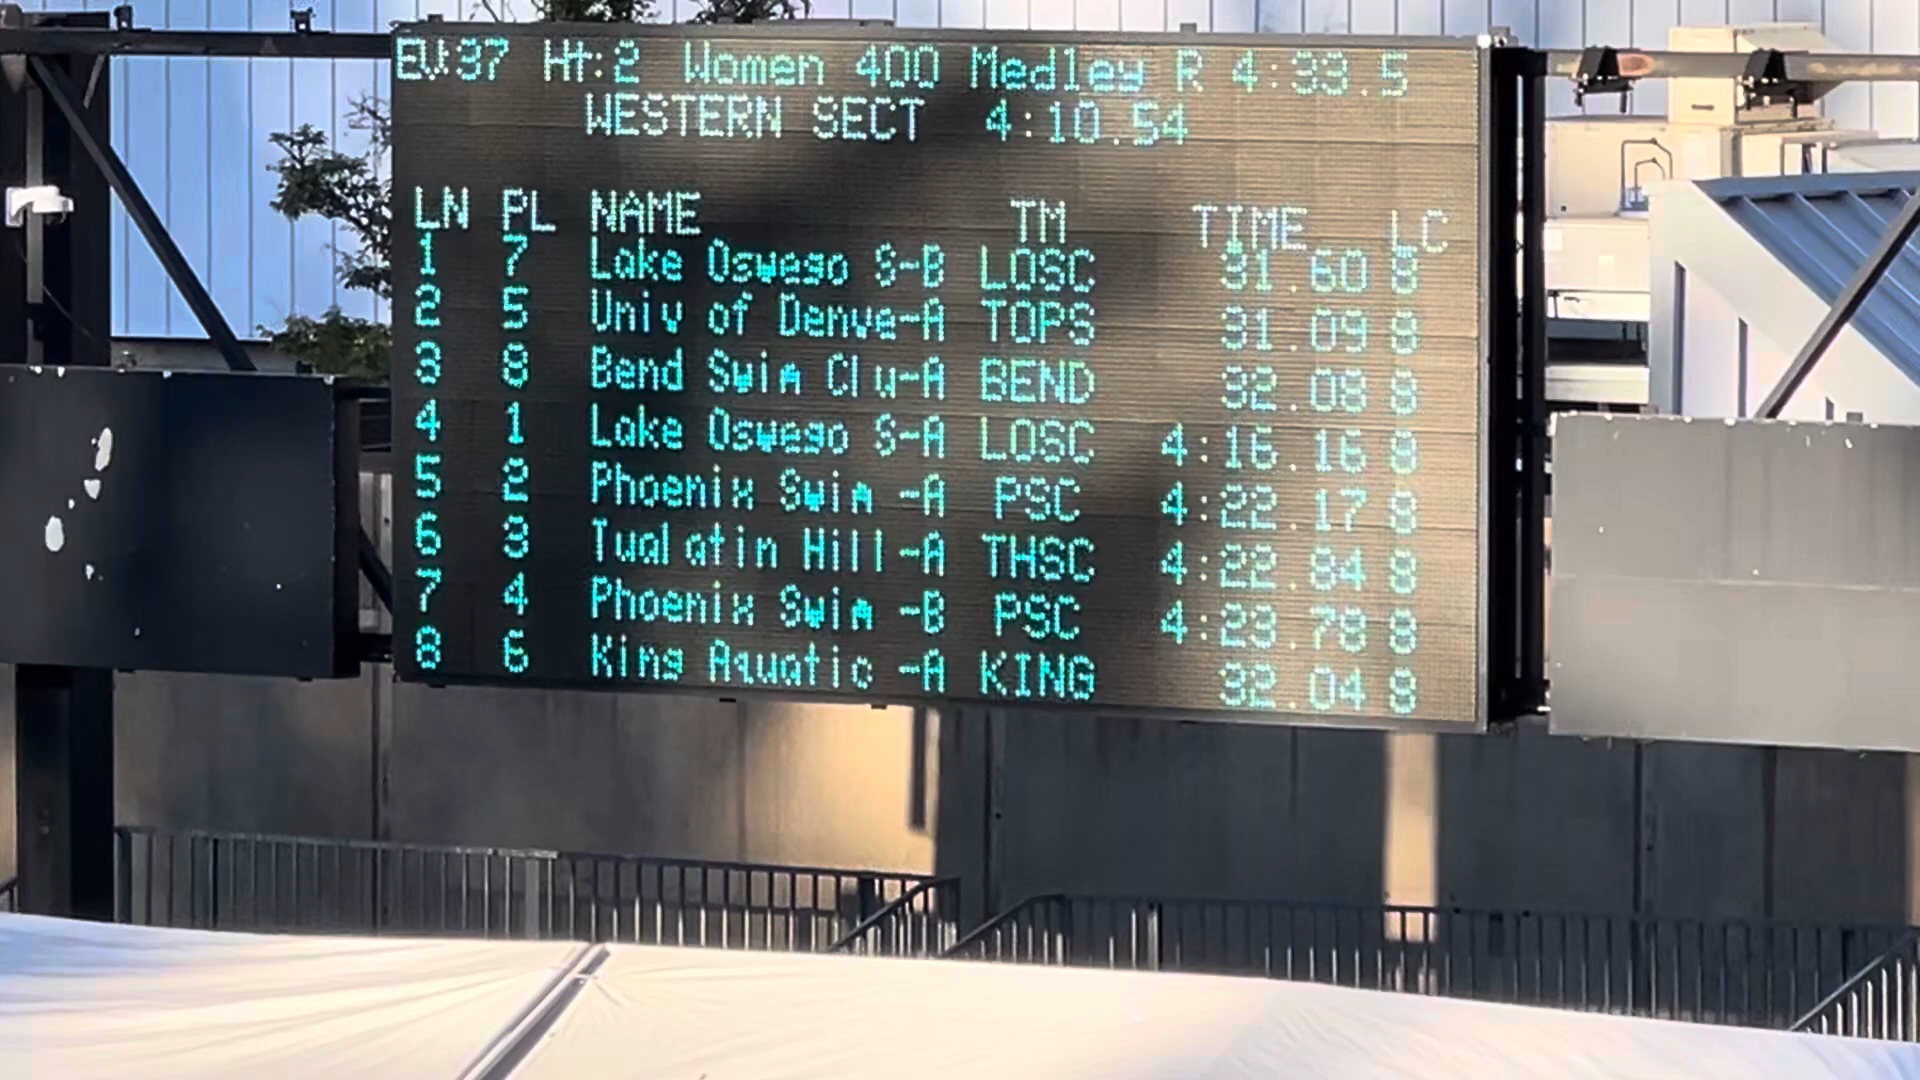 EV:37 Ht:2 Women 400 Medley R 4:33.5
WESTERN SECT 4:10.54
LN PL NAME TM TIME LC
1 7 Lake Oswego S-B LOSC 31.60 8
2 5 Univ of Denve-A TOPS 31.09 8
3 8 Bend Swim Clu-A BEND 32.08 8
4 1 Lake Oswego S-A LOSC 4:16.16 8
5 2 Phoenix Swim -A PSC 4:22.17 8
6 3 Tualatin Hill-A THSC 4:22.84 8
7 4 Phoenix Swim -B PSC 4:23.78 8
8 6 King Aquatic -A KING 32.04 8